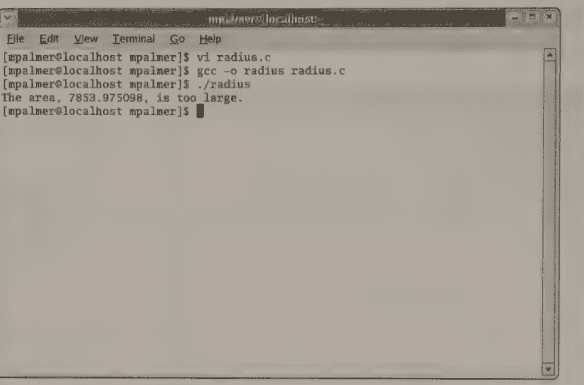 mpalmer@localhost:~
File Edit View Terminal Go Help
[mpalmer@localhost mpalmer]$ vi radius.c
[mpalmer@localhost mpalmer]$ gcc -o radius radius.c
[mpalmer@localhost mpalmer]$ ./radius
The area, 7853.975098, is too large.
[mpalmer@localhost mpalmer]$